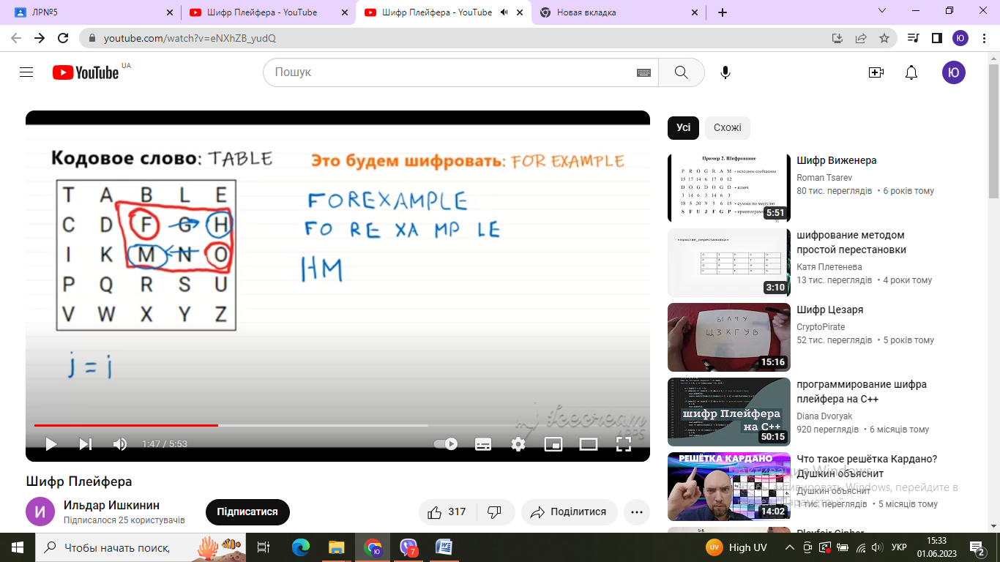 ЛР№5
Шифр Плейфера - YouTube
Шифр Плейфера - YouTube
Новая вкладка
youtube.com/watch?v=eNXhZB_yudQ
Ю
YouTube UA
Пошук
Ю
Кодовое слово: TABLE
Это будем шифровать: FOR EXAMPLE
T A B L E
C D F G H
I K M N O
P Q R S U
V W X Y Z
FOREXAMPLE
FO RE XA MP LE
HM
j = i
Icecream
APPS
1:47 / 5:53
Шифр Плейфера
И
Ильдар Ишкинин
Підписалося 25 користувачів
Підписатися
317
Поділитися
Усі
Схожі
Пример 2. Шифрование
P R O G R A M - исходное сообщение
15 17 14 6 17 0 12
D O G D O G D - ключ
3 14 6 3 14 6 3
18 5 20 9 5 6 15 - сумма по модулю
S F U J F G P - криптограмма
5:51
Шифр Виженера
Roman Tsarev
80 тис. переглядів • 6 років тому
«простая_перестановка»
3:10
шифрование методом
простой перестановки
Катя Плетенева
13 тис. переглядів • 4 роки тому
Ы Л Ч У
Щ З К Г У В
15:16
Шифр Цезаря
CryptoPirate
52 тис. переглядів • 5 років тому
шифр Плейфера
на C++
50:15
программирование шифра
плейфера на С++
Diana Dvoryak
920 переглядів • 6 місяців тому
РЕШЁТКА КАРДАНО
14:02
Что такое решётка Кардано?
Душкин объяснит
Душкин объяснит
1 тис. переглядів • 5 місяців тому
Активация Windows
Чтобы активировать Windows, перейдите в
"Параметры".
Playfair Cipher
Чтобы начать поиск,
7
UV
High UV
УКР
15:33
01.06.2023
2